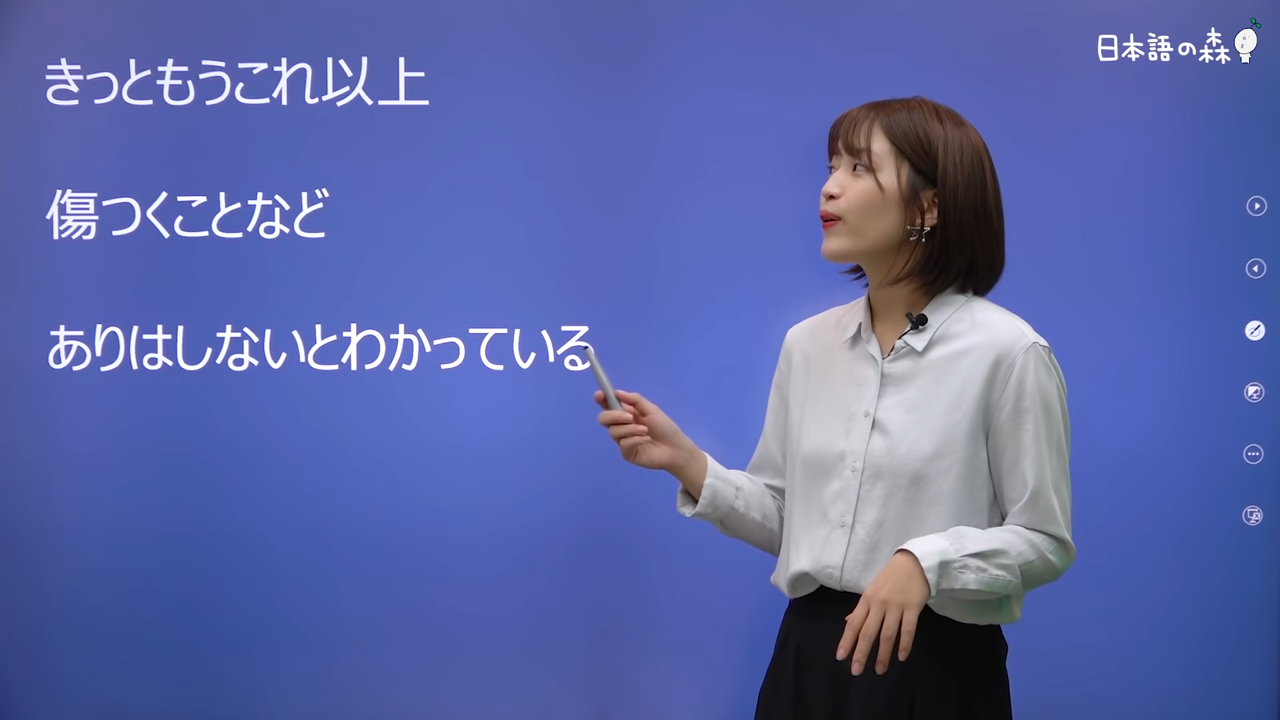 きっともうこれ以上
傷つくことなど
ありはしないとわかっている
日本語の森